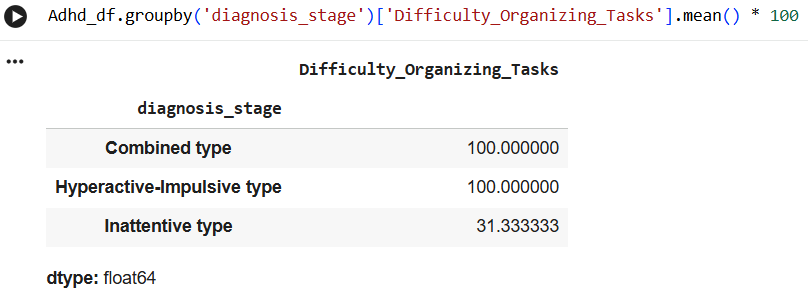 Adhd_df.groupby('diagnosis_stage')['Difficulty_Organizing_Tasks'].mean() * 100
Difficulty_Organizing_Tasks
diagnosis_stage
Combined type 100.000000
Hyperactive-Impulsive type 100.000000
Inattentive type 31.333333
dtype: float64